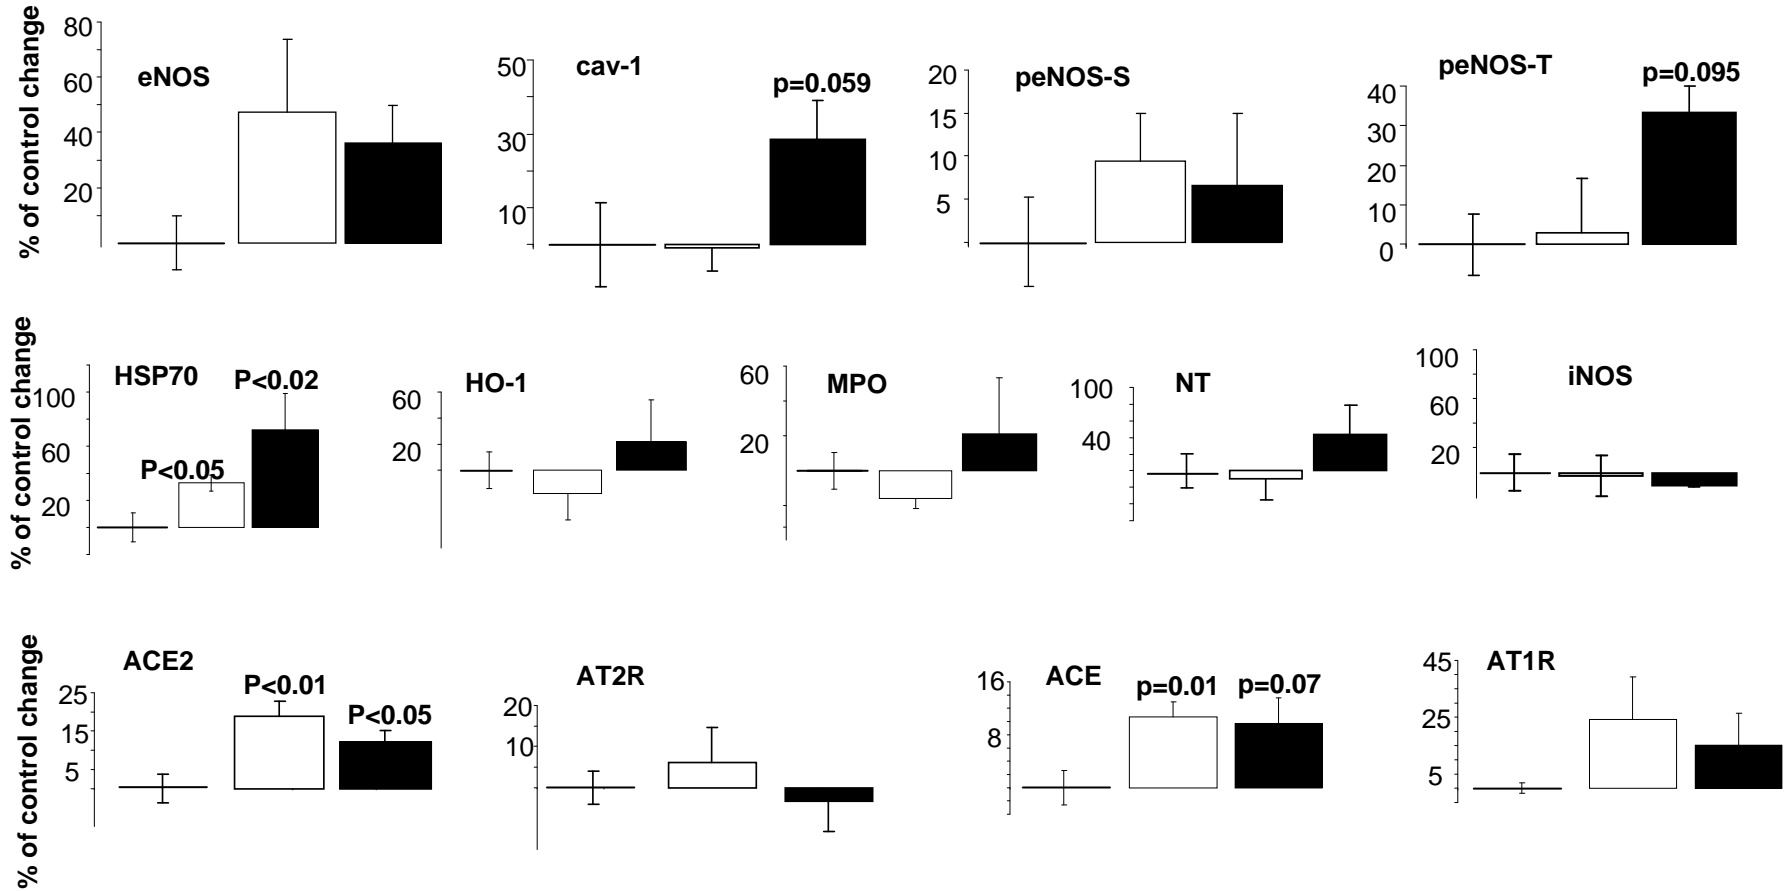 % of control change
eNOS
80
60
40
20
cav-1
p=0.059
50
30
10
peNOS-S
20
15
10
5
peNOS-T
p=0.095
40
30
20
10
0
% of control change
HSP70
P<0.02
P<0.05
100
60
20
HO-1
60
20
MPO
60
20
NT
100
40
iNOS
100
60
20
% of control change
ACE2
P<0.01
P<0.05
25
15
5
AT2R
20
10
ACE
p=0.01
p=0.07
16
8
AT1R
45
25
5